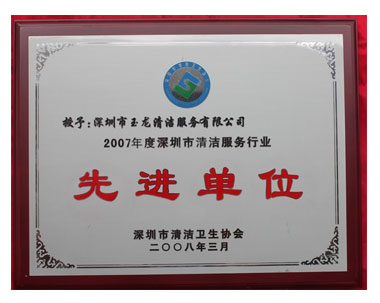 授予:深圳市玉龙清洁服务有限公司
2007年度深圳市清洁服务行业
先进单位
深圳市清洁卫生协会
二〇〇八年三月